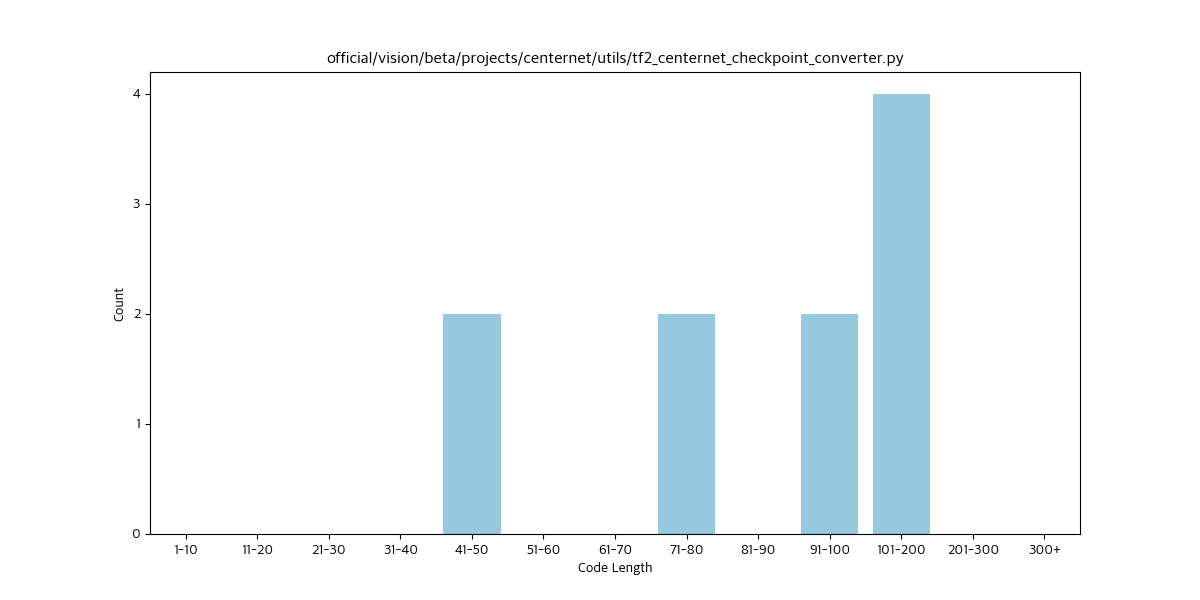 official/vision/beta/projects/centernet/utils/tf2_centernet_checkpoint_converter.py
4
3
2
1
0
Count
1-10 11-20 21-30 31-40 41-50 51-60 61-70 71-80 81-90 91-100 101-200 201-300 300+
Code Length